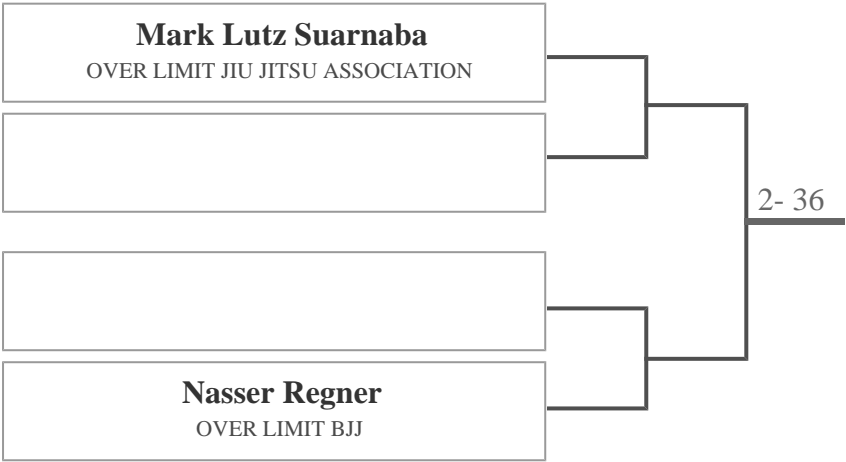 Mark Lutz Suarnaba
OVER LIMIT JIU JITSU ASSOCIATION
2- 36
Nasser Regner
OVER LIMIT BJJ